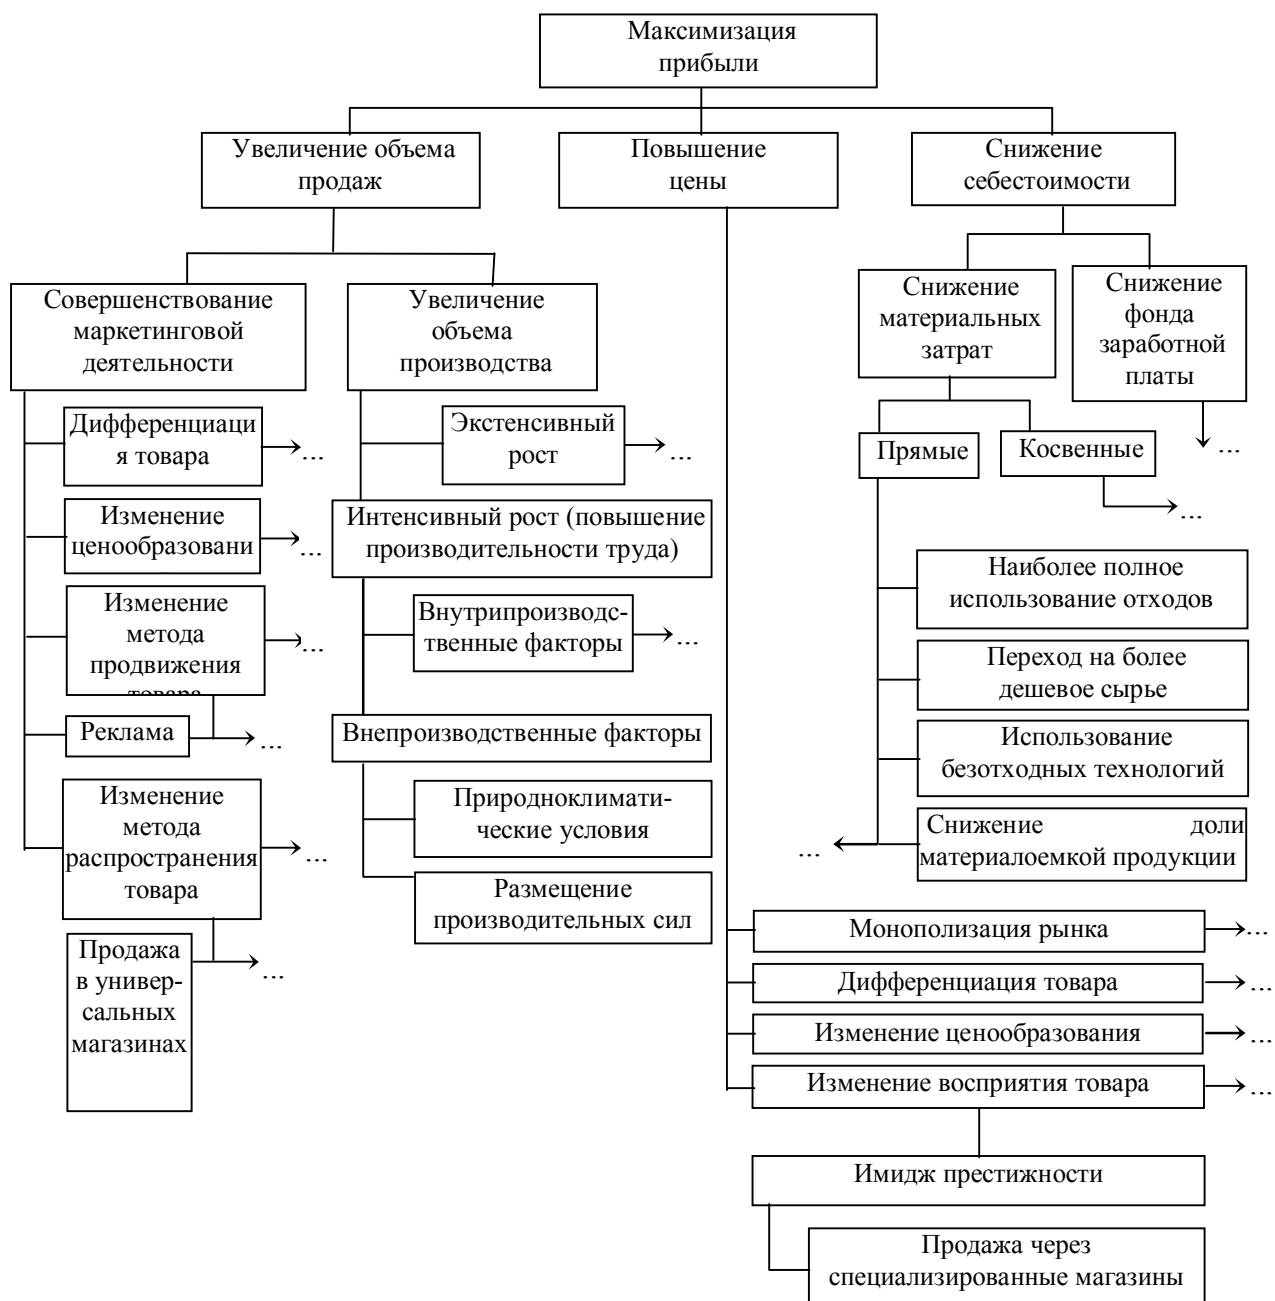 Максимизация
прибыли
Увеличение объема
продаж
Повышение
цены
Снижение
себестоимости
Совершенствование
маркетинговой
деятельности
Увеличение
объема
производства
Снижение
материальных
затрат
Снижение
фонда
заработной
платы
Дифференциаци
я товара
...
Экстенсивный
рост
...
Прямые
Косвенные
...
...
Изменение
ценообразовани
...
Интенсивный рост (повышение
производительности труда)
Наиболее полное
использование отходов
Изменение
метода
продвижения
товара
...
Внутрипроизводс-
твенные факторы
...
Переход на более
дешевое сырье
Реклама
...
Внепроизводственные факторы
Использование
безотходных технологий
Изменение
метода
распространения
товара
...
Природноклимати-
ческие условия
...
Снижение доли
материалоемкой продукции
Размещение
производительных сил
Продажа
в универ-
сальных
магазинах
...
Монополизация рынка
...
Дифференциация товара
...
Изменение ценообразования
...
Изменение восприятия товара
...
Имидж престижности
Продажа через
специализированные магазины